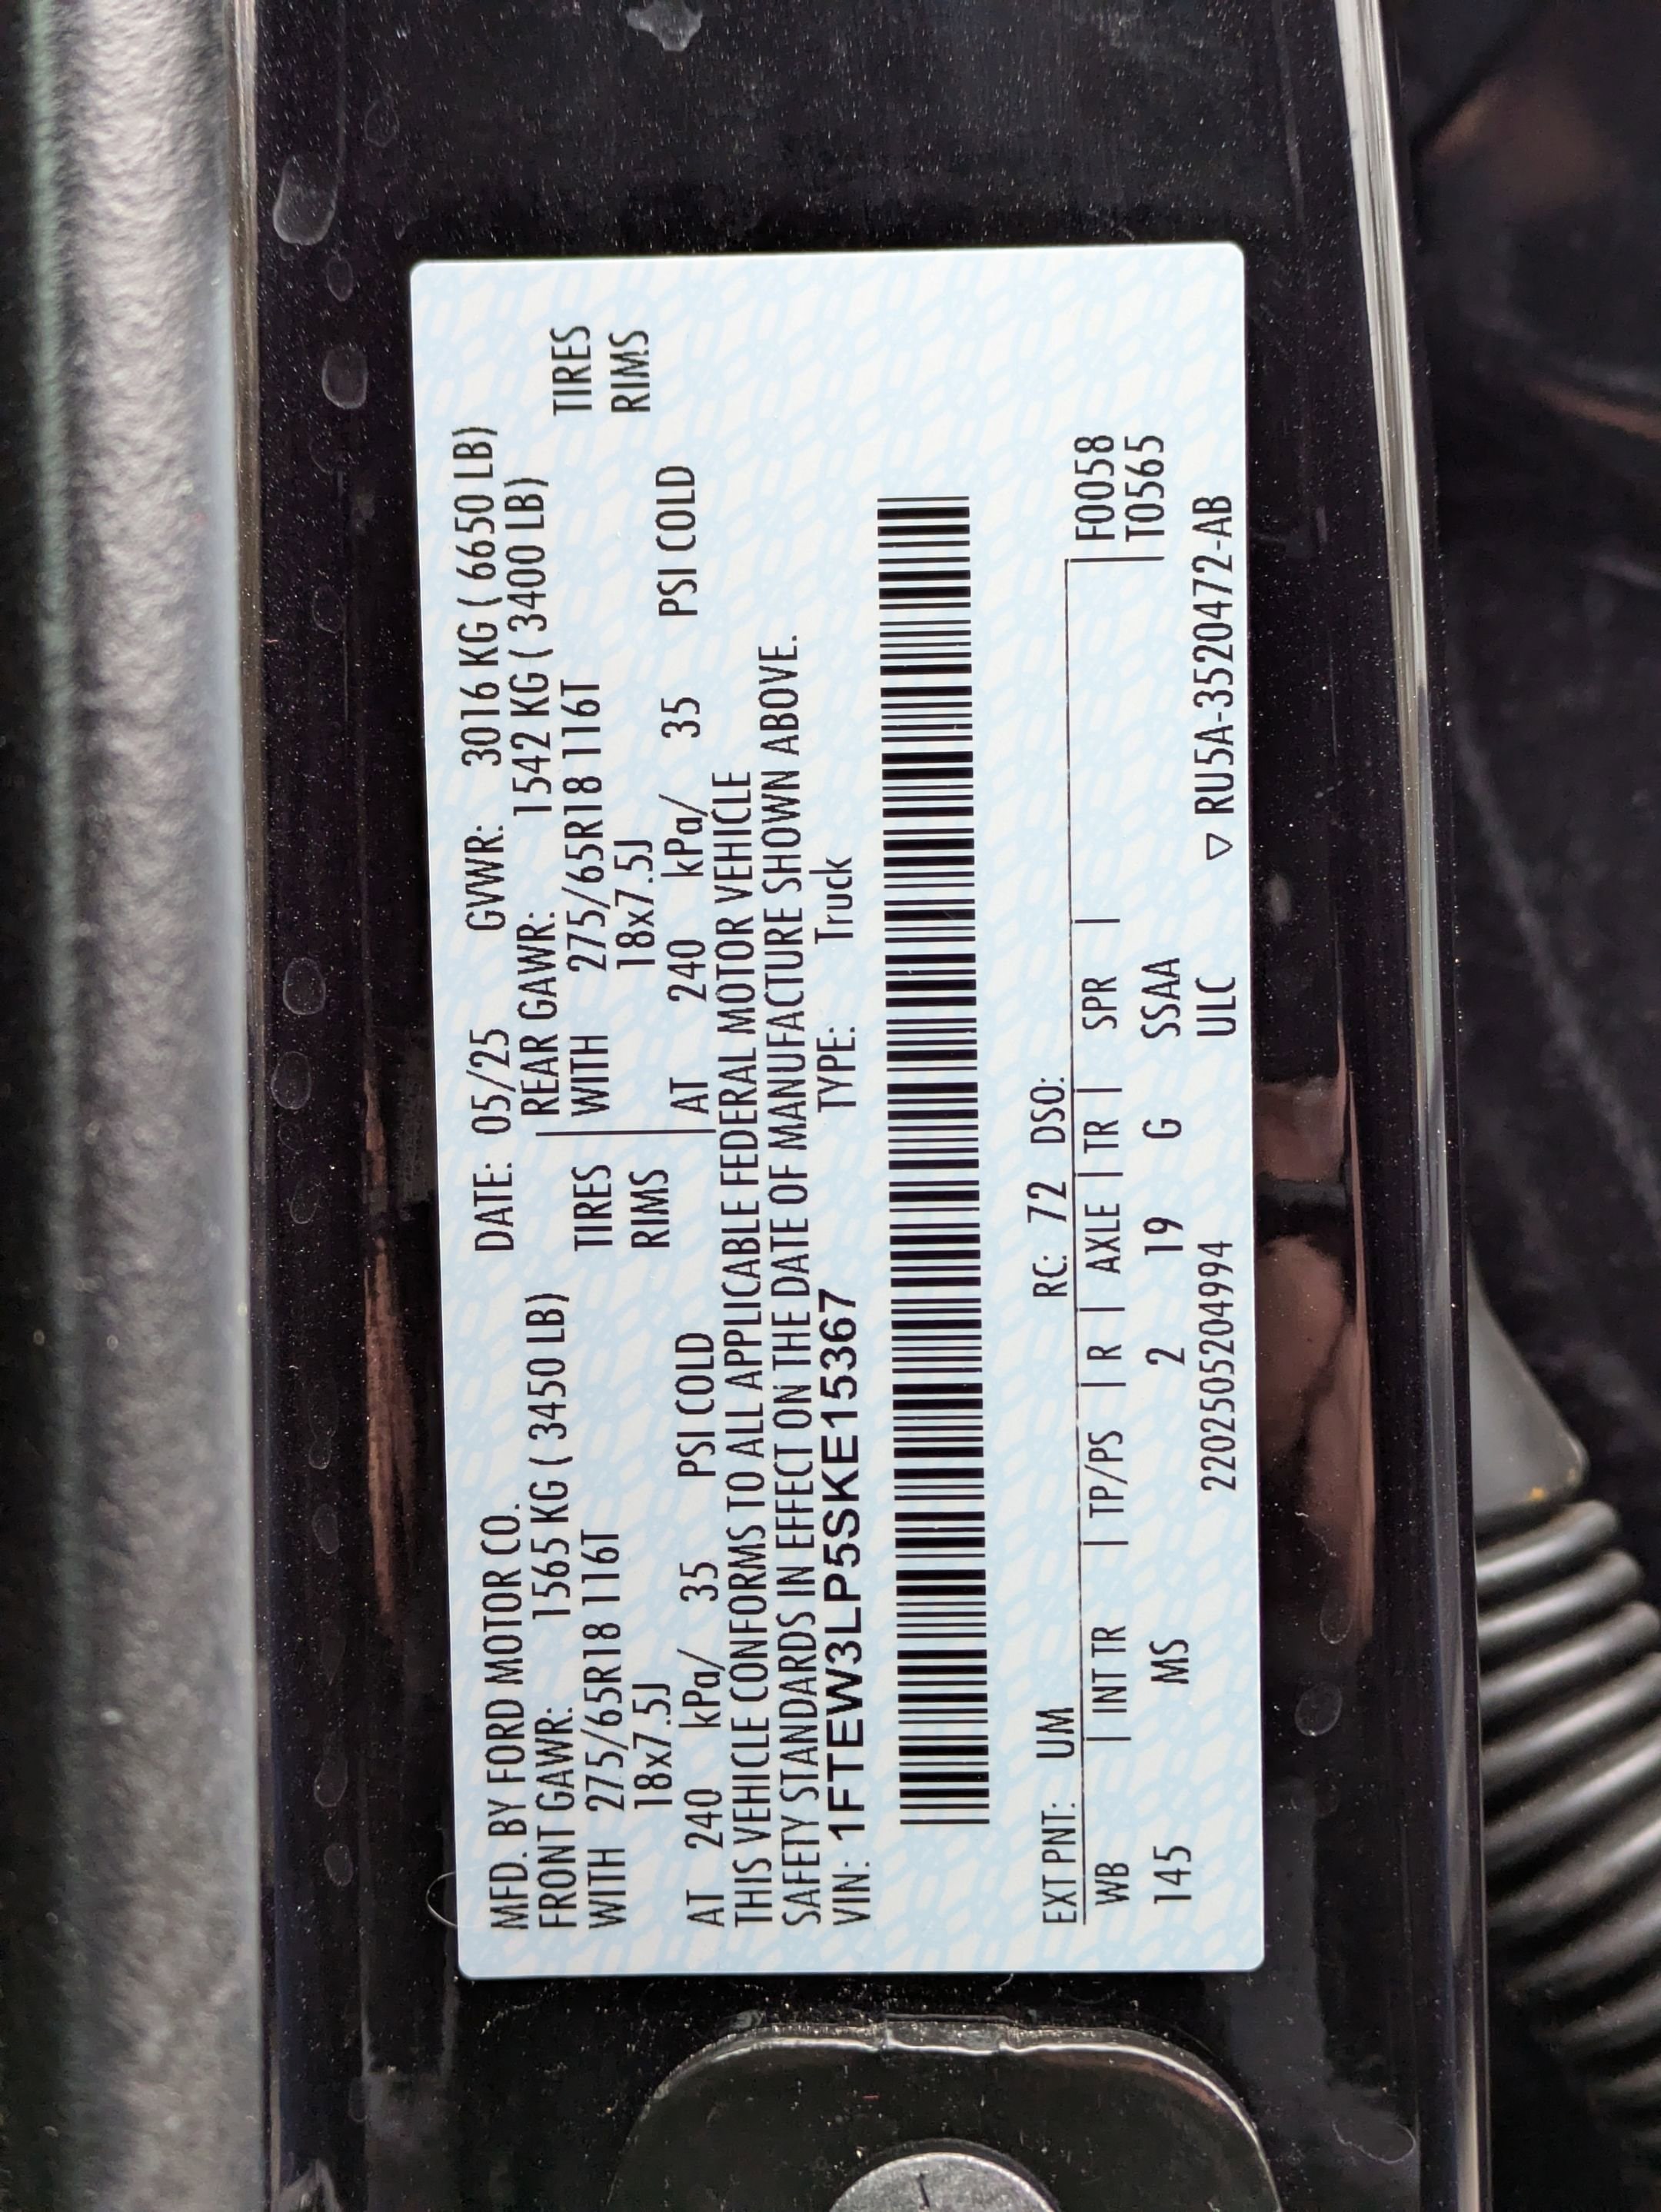 MFD. BY FORD MOTOR CO. DATE: 05/25 GVWR: 3016 KG ( 6650 LB)
FRONT GAWR: 1565 KG ( 3450 LB) REAR GAWR: 1542 KG ( 3400 LB)
WITH 275/65R18 116T TIRES WITH 275/65R18 116T TIRES
18x7.5J RIMS 18x7.5J RIMS
AT 240 kPa/ 35 PSI COLD AT 240 kPa/ 35 PSI COLD
THIS VEHICLE CONFORMS TO ALL APPLICABLE FEDERAL MOTOR VEHICLE
SAFETY STANDARDS IN EFFECT ON THE DATE OF MANUFACTURE SHOWN ABOVE.
VIN: 1FTEW3LP5SKE15367 TYPE: Truck
EXT PNT: UM RC: 72 DSO:
WB | INT TR | TP/PS | R | AXLE | TR | SPR | F0058
145 MS 2 19 G SSAA T0565
2202505204994 ULC ▽ RU5A-3520472-AB